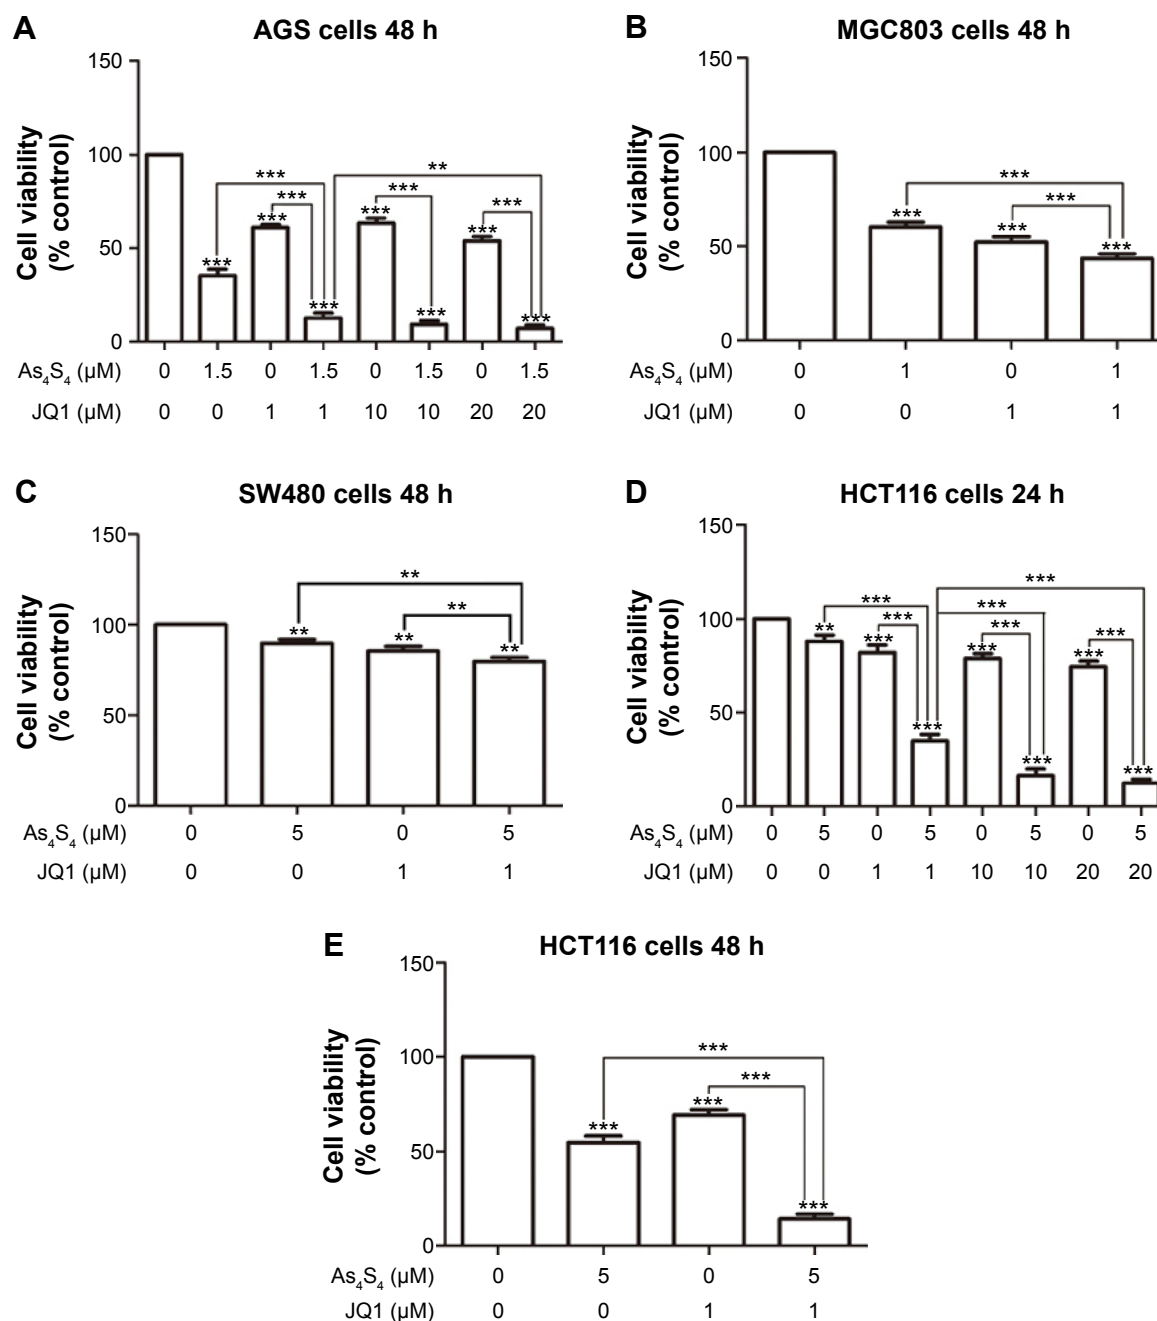 A
AGS cells 48 h
Cell viability
(% control)
150
100
50
0
***
***
***
***
***
***
***
***
***
***
**
***
As₄S₄ (µM) 0 1.5 0 1.5 0 1.5 0 1.5
JQ1 (µM) 0 0 1 1 10 10 20 20
B
MGC803 cells 48 h
Cell viability
(% control)
150
100
50
0
***
***
***
***
***
As₄S₄ (µM) 0 1 0 1
JQ1 (µM) 0 0 1 1
C
SW480 cells 48 h
Cell viability
(% control)
150
100
50
0
**
**
**
**
**
As₄S₄ (µM) 0 5 0 5
JQ1 (µM) 0 0 1 1
D
HCT116 cells 24 h
Cell viability
(% control)
150
100
50
0
**
***
***
***
***
***
***
***
***
***
***
***
***
As₄S₄ (µM) 0 5 0 5 0 5 0 5
JQ1 (µM) 0 0 1 1 10 10 20 20
E
HCT116 cells 48 h
Cell viability
(% control)
150
100
50
0
***
***
***
***
***
As₄S₄ (µM) 0 5 0 5
JQ1 (µM) 0 0 1 1